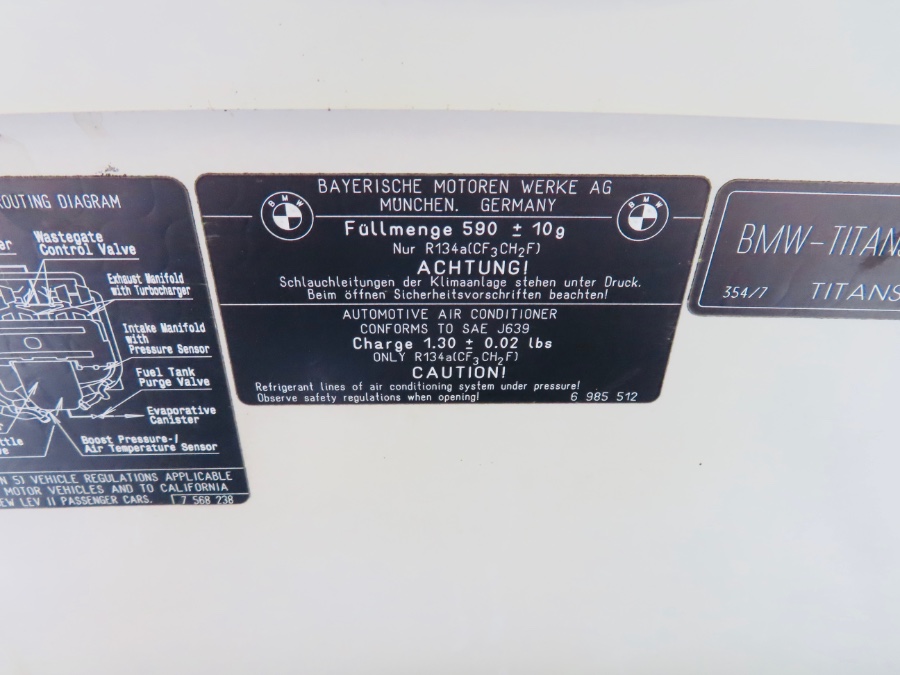 OUTING DIAGRAM
Wastegate
Control Valve
Exhaust Manifold
with Turbocharger
Intake Manifold
with
Pressure Sensor
Fuel Tank
Purge Valve
Evaporative
Canister
Boost Pressure-/
Air Temperature Sensor
51 VEHICLE REGULATIONS APPLICABLE
MOTOR VEHICLES AND TO CALIFORNIA
LEV II PASSENGER CARS.
7 568 238
BAYERISCHE MOTOREN WERKE AG
MÜNCHEN. GERMANY
BMW
BMW
Füllmenge 590 ± 10g
Nur R134a(CF3CH2F)
ACHTUNG!
Schlauchleitungen der Klimaanlage stehen unter Druck.
Beim öffnen Sicherheitsvorschriften beachten!
AUTOMOTIVE AIR CONDITIONER
CONFORMS TO SAE J639
Charge 1.30 ± 0.02 lbs
ONLY R134a(CF3CH2F)
CAUTION!
Refrigerant lines of air conditioning system under pressure!
Observe safety regulations when opening!
6 985 512
BMW-TITANS
354/7 TITANS